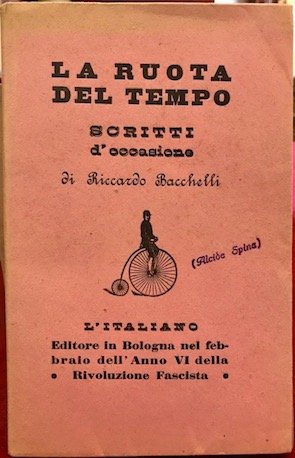 LA RUOTA
DEL TEMPO
SCRITTI
d'occasione
di Riccardo Bacchelli
(Alcide Spina)
L'ITALIANO
Editore in Bologna nel feb-
braio dell'Anno VI della
• Rivoluzione Fascista •